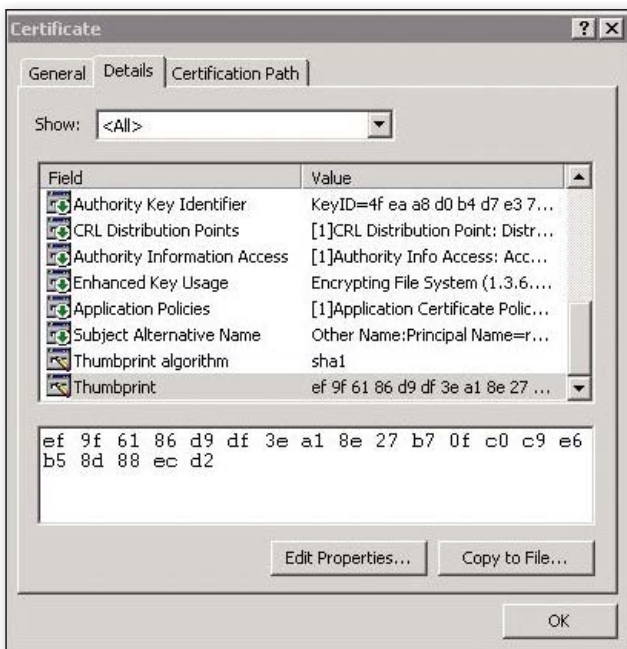 Certificate
General Details Certification Path
Show: <All>
Field Value
Authority Key Identifier KeyID=4f ea a8 d0 b4 d7 e3 7...
CRL Distribution Points [1]CRL Distribution Point: Distr...
Authority Information Access [1]Authority Info Access: Acc...
Enhanced Key Usage Encrypting File System (1.3.6....
Application Policies [1]Application Certificate Polic...
Subject Alternative Name Other Name:Principal Name=r...
Thumbprint algorithm sha1
Thumbprint ef 9f 61 86 d9 df 3e a1 8e 27 ...
ef 9f 61 86 d9 df 3e a1 8e 27 b7 0f c0 c9 e6
b5 8d 88 ec d2
Edit Properties... Copy to File...
OK